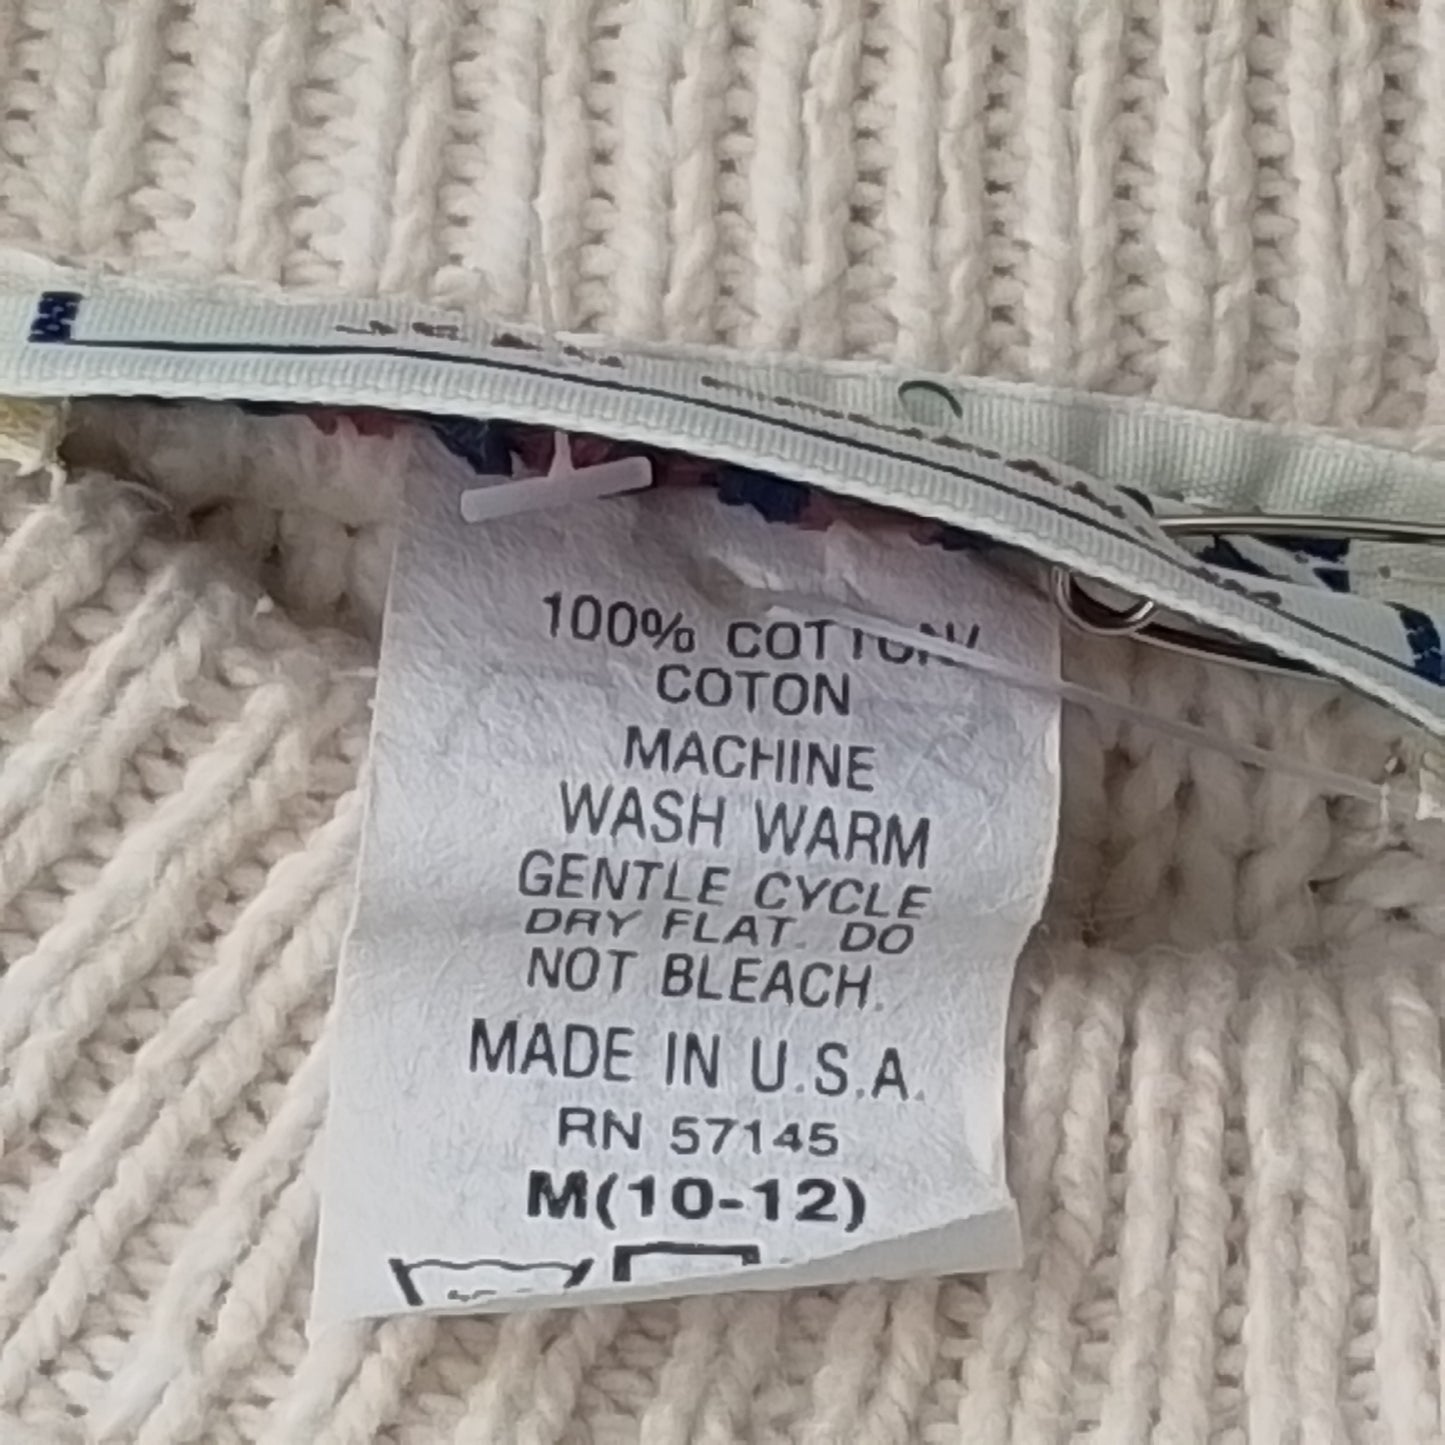 100% COTTON/
COTON
MACHINE
WASH WARM
GENTLE CYCLE
DRY FLAT. DO
NOT BLEACH.
MADE IN U.S.A.
RN 57145
M(10-12)